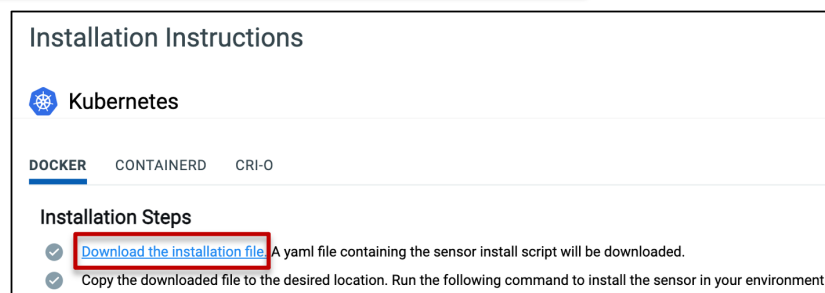 Installation Instructions
Kubernetes
DOCKER CONTAINERD CRI-O
Installation Steps
Download the installation file. A yaml file containing the sensor install script will be downloaded.
Copy the downloaded file to the desired location. Run the following command to install the sensor in your environment